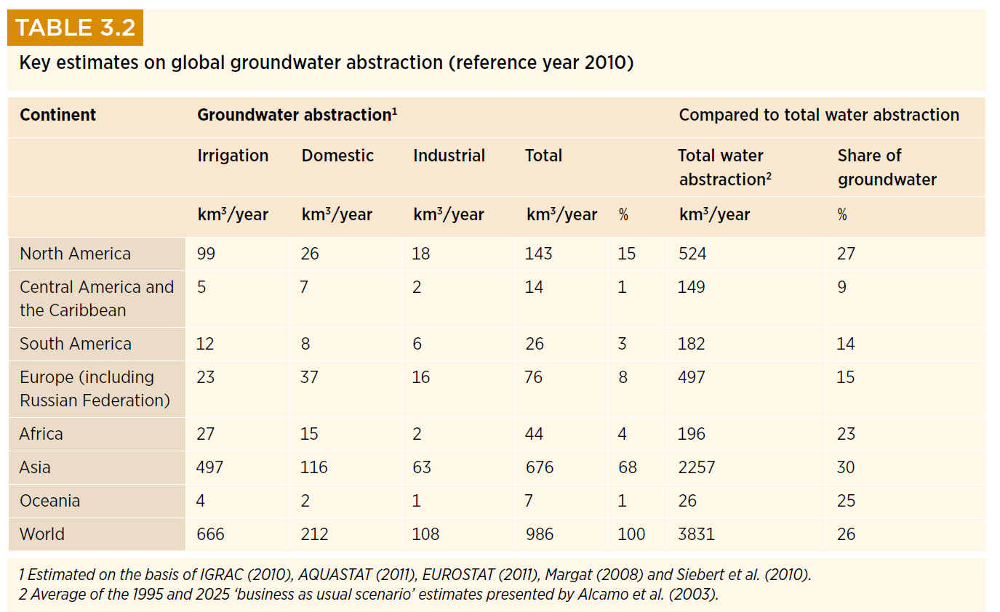 TABLE 3.2
Key estimates on global groundwater abstraction (reference year 2010)
Continent Groundwater abstraction¹ Compared to total water abstraction
Irrigation Domestic Industrial Total Total water abstraction² Share of groundwater
km³/year km³/year km³/year km³/year % km³/year %
North America 99 26 18 143 15 524 27
Central America and the Caribbean 5 7 2 14 1 149 9
South America 12 8 6 26 3 182 14
Europe (including Russian Federation) 23 37 16 76 8 497 15
Africa 27 15 2 44 4 196 23
Asia 497 116 63 676 68 2257 30
Oceania 4 2 1 7 1 26 25
World 666 212 108 986 100 3831 26
1 Estimated on the basis of IGRAC (2010), AQUASTAT (2011), EUROSTAT (2011), Margat (2008) and Siebert et al. (2010).
2 Average of the 1995 and 2025 ‘business as usual scenario’ estimates presented by Alcamo et al. (2003).